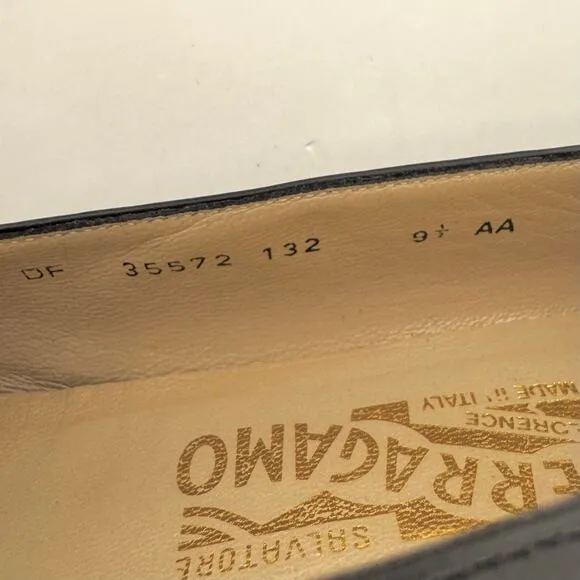 DF 35572 132 9½ AA
SALVATORE
FERRAGAMO
FLORENCE
MADE IN ITALY